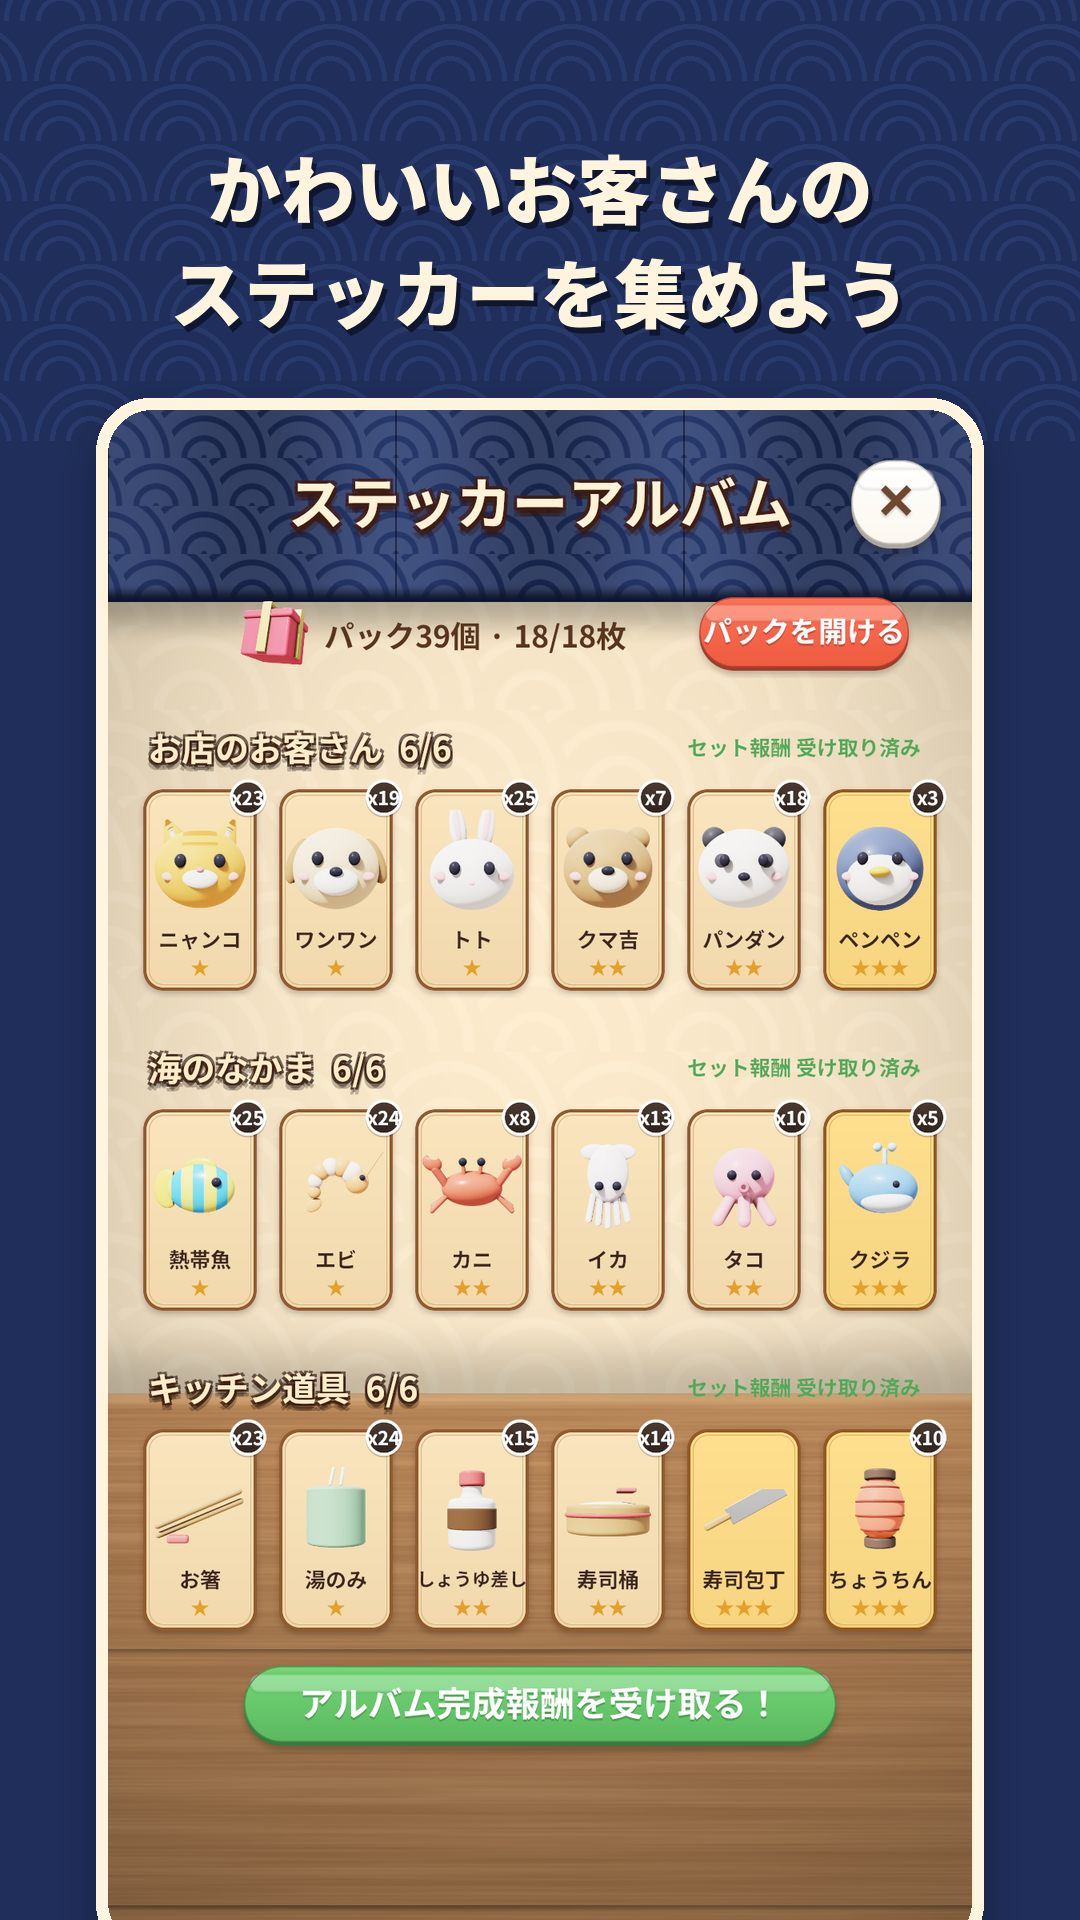 かわいいお客さんの
ステッカーを集めよう
ステッカーアルバム
パック39個・18/18枚
パックを開ける
お店のお客さん 6/6
セット報酬 受け取り済み
x23 x19 x25 x7 x18 x3
ニャンコ ワンワン トト クマ吉 パンダン ペンペン
★ ★ ★ ★★ ★★ ★★★
海のなかま 6/6
セット報酬 受け取り済み
x25 x24 x8 x13 x10 x5
熱帯魚 エビ カニ イカ タコ クジラ
★ ★ ★★ ★★ ★★ ★★★
キッチン道具 6/6
セット報酬 受け取り済み
x23 x24 x15 x14 x10
お箸 湯のみ しょうゆ差し 寿司桶 寿司包丁 ちょうちん
★ ★ ★★ ★★ ★★★ ★★★
アルバム完成報酬を受け取る！